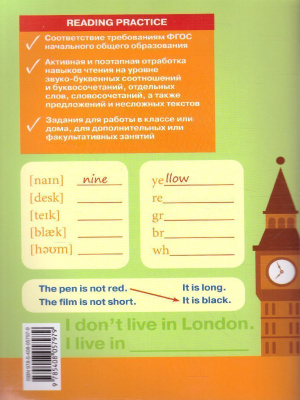 READING PRACTICE
Соответствие требованиям ФГОС
начального общего образования
Активная и поэтапная отработка
навыков чтения на уровне
звуко-буквенных соотношений
и буквосочетаний, отдельных
слов, словосочетаний, а также
предложений и несложных текстов
Задания для работы в классе или
дома, для дополнительных или
факультативных занятий
[naɪn] nine
[desk]
[teɪk]
[blæk]
[həʊm]
yellow
re
gr
br
wh
The pen is not red. It is long.
The film is not short. It is black.
I don't live in London.
I live in
9 785408 057979